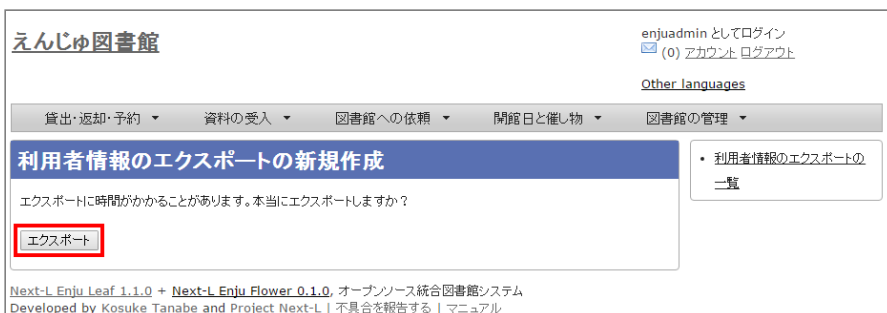 えんじゅ図書館
enjuadmin としてログイン
(0) アカウント ログアウト
Other languages
貸出・返却・予約 ▼ 資料の受入 ▼ 図書館への依頼 ▼ 開館日と催し物 ▼ 図書館の管理 ▼
利用者情報のエクスポートの新規作成
エクスポートに時間がかかることがあります。本当にエクスポートしますか？
エクスポート
• 利用者情報のエクスポートの
一覧
Next-L Enju Leaf 1.1.0 + Next-L Enju Flower 0.1.0, オープンソース統合図書館システム
Developed by Kosuke Tanabe and Project Next-L | 不具合を報告する | マニュアル